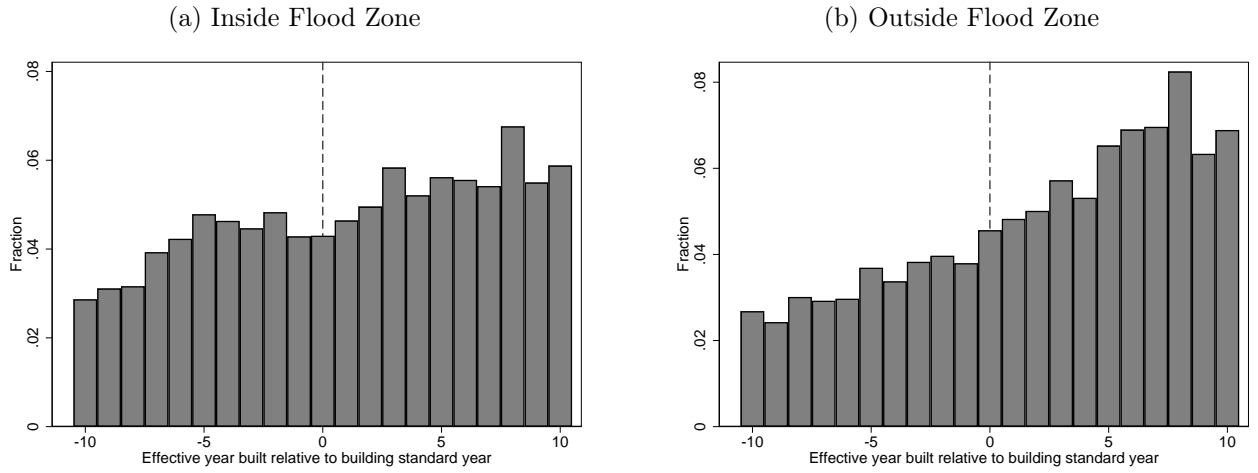 (a) Inside Flood Zone
.08
.06
.04
.02
0
Fraction
-10 -5 0 5 10
Effective year built relative to building standard year
(b) Outside Flood Zone
.08
.06
.04
.02
0
Fraction
-10 -5 0 5 10
Effective year built relative to building standard year